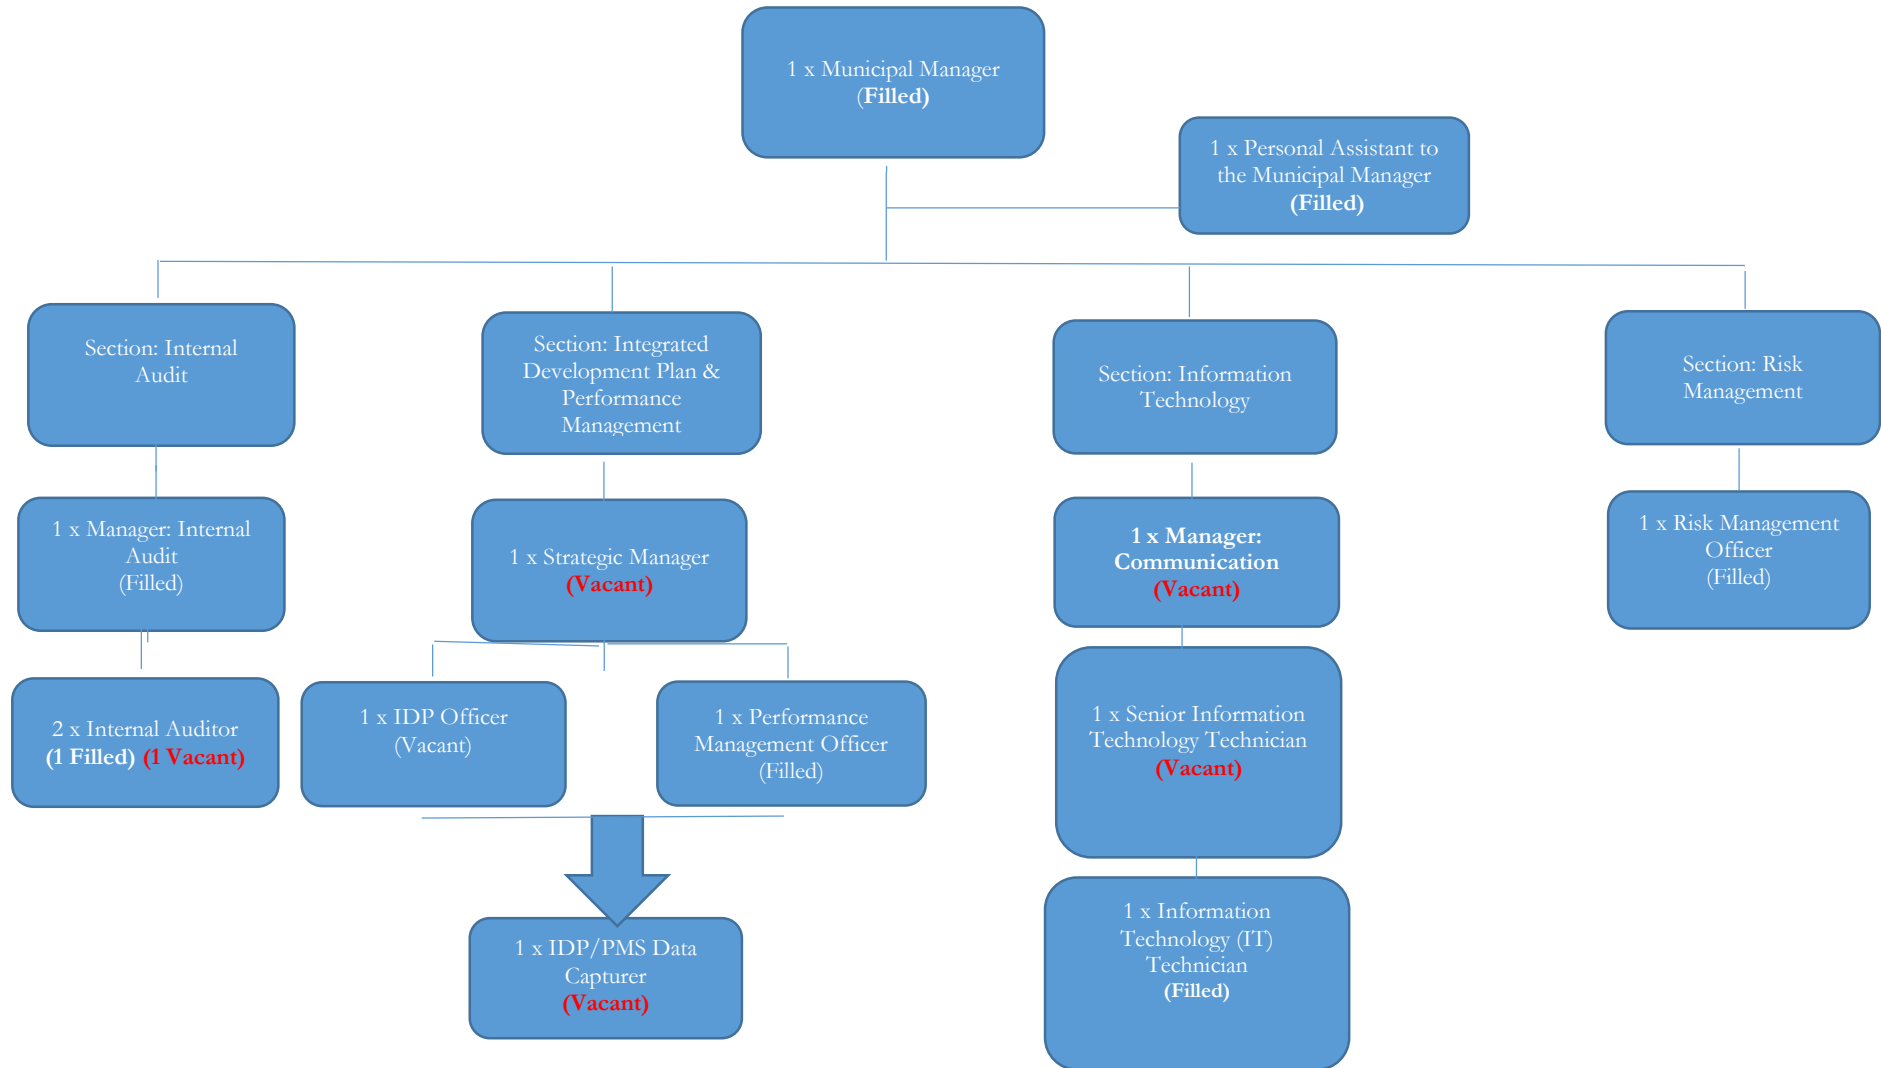 1 x Municipal Manager
(Filled)
1 x Personal Assistant to
the Municipal Manager
(Filled)
Section: Internal
Audit
Section: Integrated
Development Plan &
Performance
Management
Section: Information
Technology
Section: Risk
Management
1 x Manager: Internal
Audit
(Filled)
1 x Strategic Manager
(Vacant)
1 x Manager:
Communication
(Vacant)
1 x Risk Management
Officer
(Filled)
2 x Internal Auditor
(1 Filled) (1 Vacant)
1 x IDP Officer
(Vacant)
1 x Performance
Management Officer
(Filled)
1 x Senior Information
Technology Technician
(Vacant)
1 x IDP/PMS Data
Capturer
(Vacant)
1 x Information
Technology (IT)
Technician
(Filled)